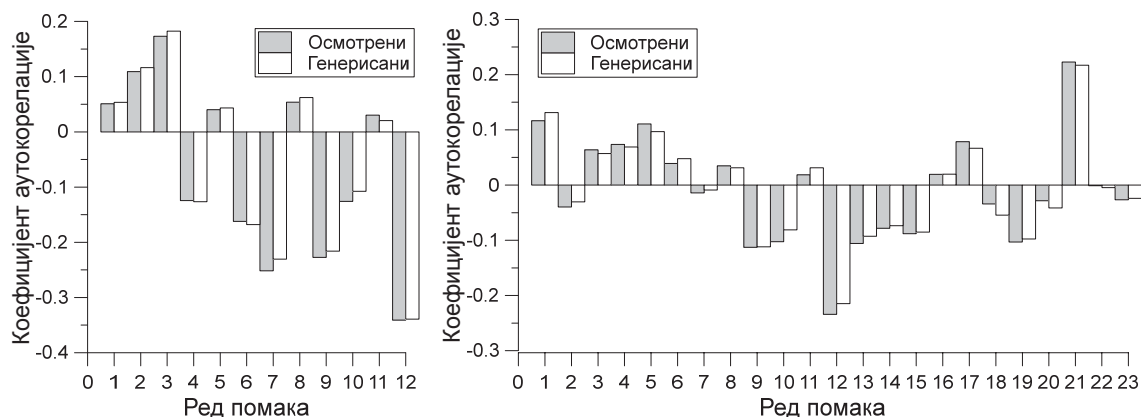 Коефицијент аутокорелације
0.2
0.1
0
-0.1
-0.2
-0.3
-0.4
Осмотрени
Генерисани
0 1 2 3 4 5 6 7 8 9 10 11 12
Ред помака
Коефицијент аутокорелације
0.3
0.2
0.1
0
-0.1
-0.2
-0.3
Осмотрени
Генерисани
0 1 2 3 4 5 6 7 8 9 10 11 12 13 14 15 16 17 18 19 20 21 22 23
Ред помака